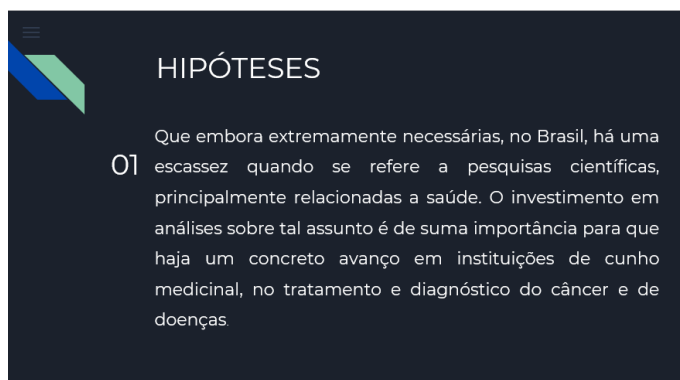 HIPÓTESES
01
Que embora extremamente necessárias, no Brasil, há uma
escassez quando se refere a pesquisas científicas,
principalmente relacionadas a saúde. O investimento em
análises sobre tal assunto é de suma importância para que
haja um concreto avanço em instituições de cunho
medicinal, no tratamento e diagnóstico do câncer e de
doenças.